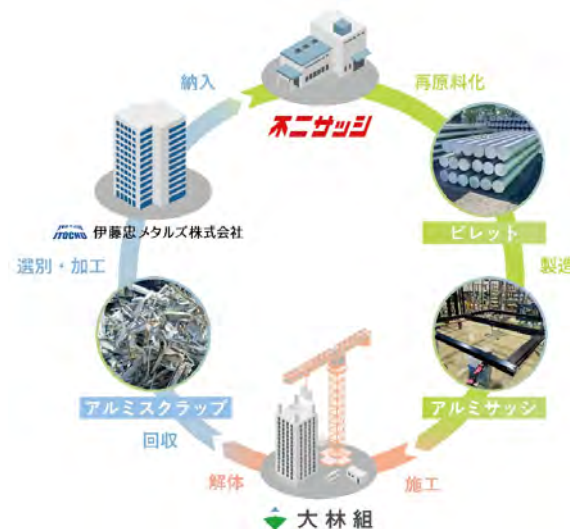 納入
再原料化
不二サッシ
ITOCHU 伊藤忠メタルズ株式会社
ビレット
選別・加工
製造
アルミスクラップ
アルミサッシ
回収
解体
施工
大林組